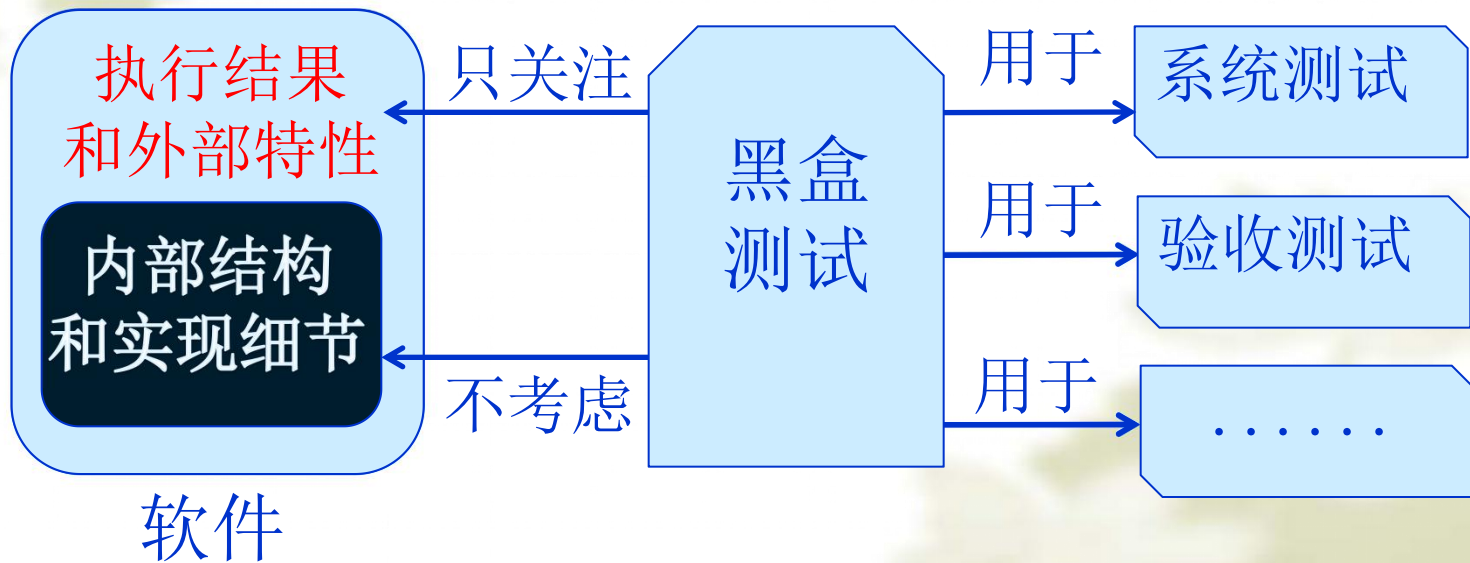 执行结果
和外部特性
内部结构
和实现细节
软件
只关注
不考虑
黑盒
测试
用于
系统测试
用于
验收测试
用于
······